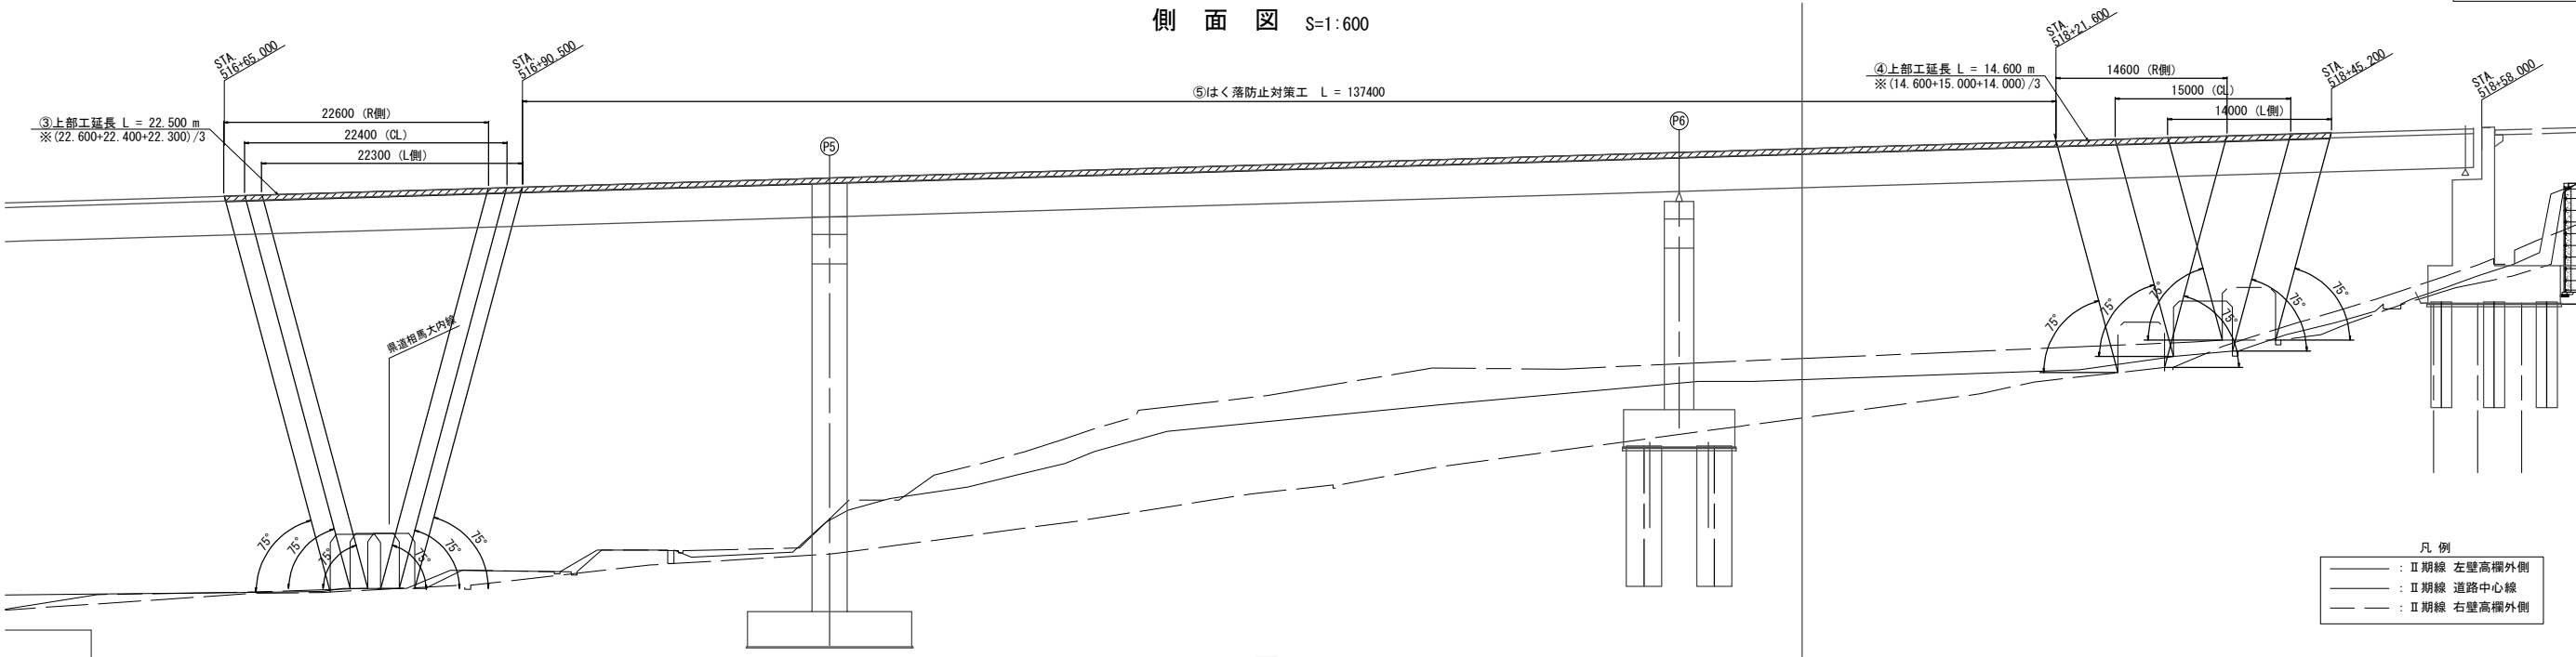 側 面 図 S=1:600
STA.
516+65.000
STA.
516+90.500
STA.
518+21.600
STA.
518+45.200
STA.
518+58.000
③上部工延長 L = 22.500 m
※(22.600+22.400+22.300)/3
22600 (R側)
22400 (CL)
22300 (L側)
⑤はく落防止対策工 L = 137400
④上部工延長 L = 14.600 m
※(14.600+15.000+14.000)/3
14600 (R側)
15000 (CL)
14000 (L側)
P5
P6
県道相馬大内線
75°
75°
75°
75°
75°
75°
75°
75°
75°
75°
75°
75°
凡 例
: Ⅱ期線 左壁高欄外側
: Ⅱ期線 道路中心線
: Ⅱ期線 右壁高欄外側